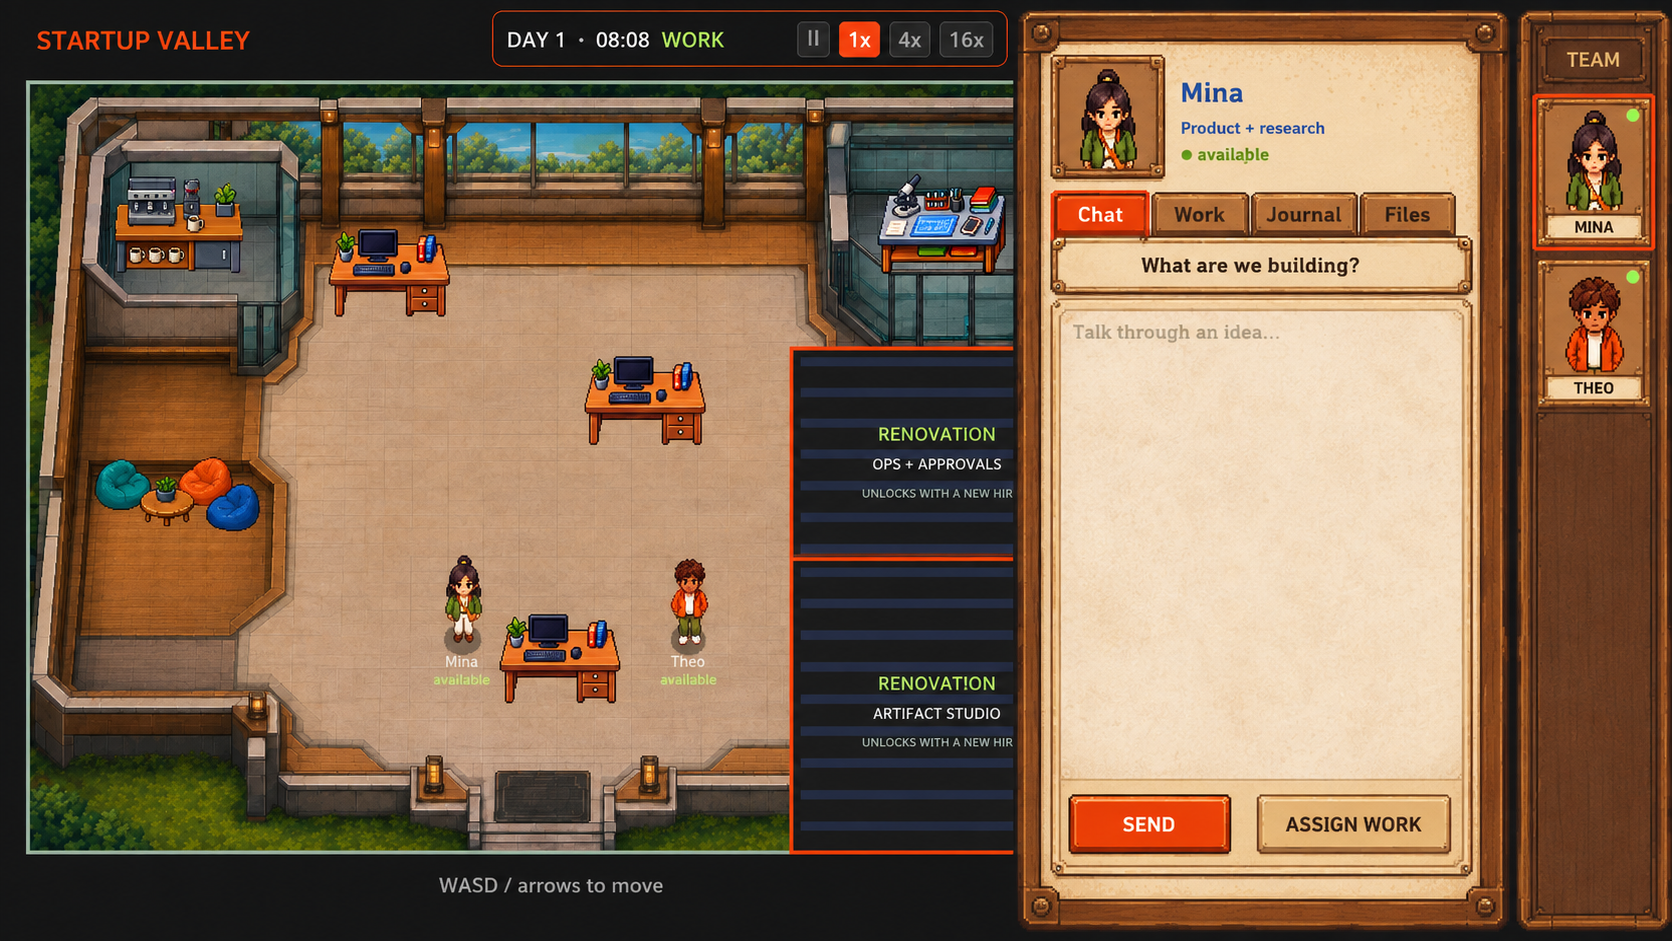 STARTUP VALLEY
DAY 1 · 08:08 WORK
1x
4x
16x
RENOVATION
OPS + APPROVALS
UNLOCKS WITH A NEW HIR
Mina
available
Theo
available
RENOVATION
ARTIFACT STUDIO
UNLOCKS WITH A NEW HIR
WASD / arrows to move
Mina
Product + research
available
Chat
Work
Journal
Files
What are we building?
Talk through an idea...
SEND
ASSIGN WORK
TEAM
MINA
THEO